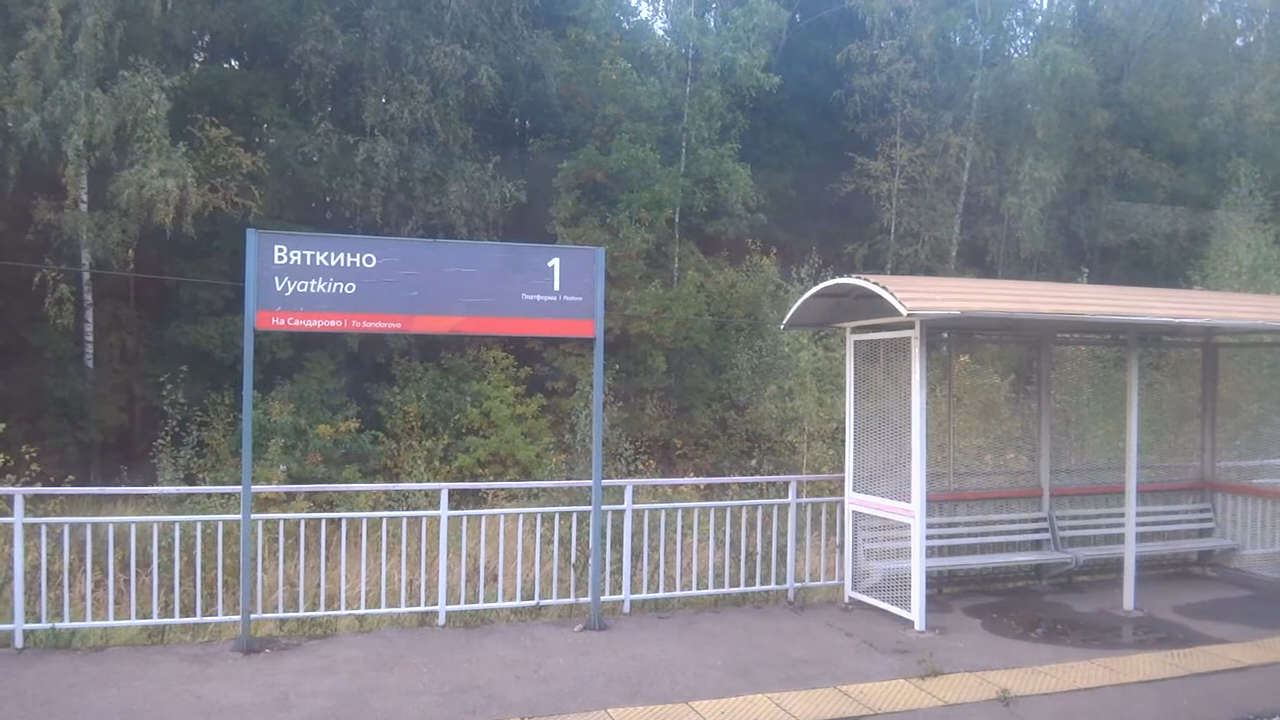 Вяткино
Vyatkino
1
Платформа | Platform
На Сандарово | To Sandarovo